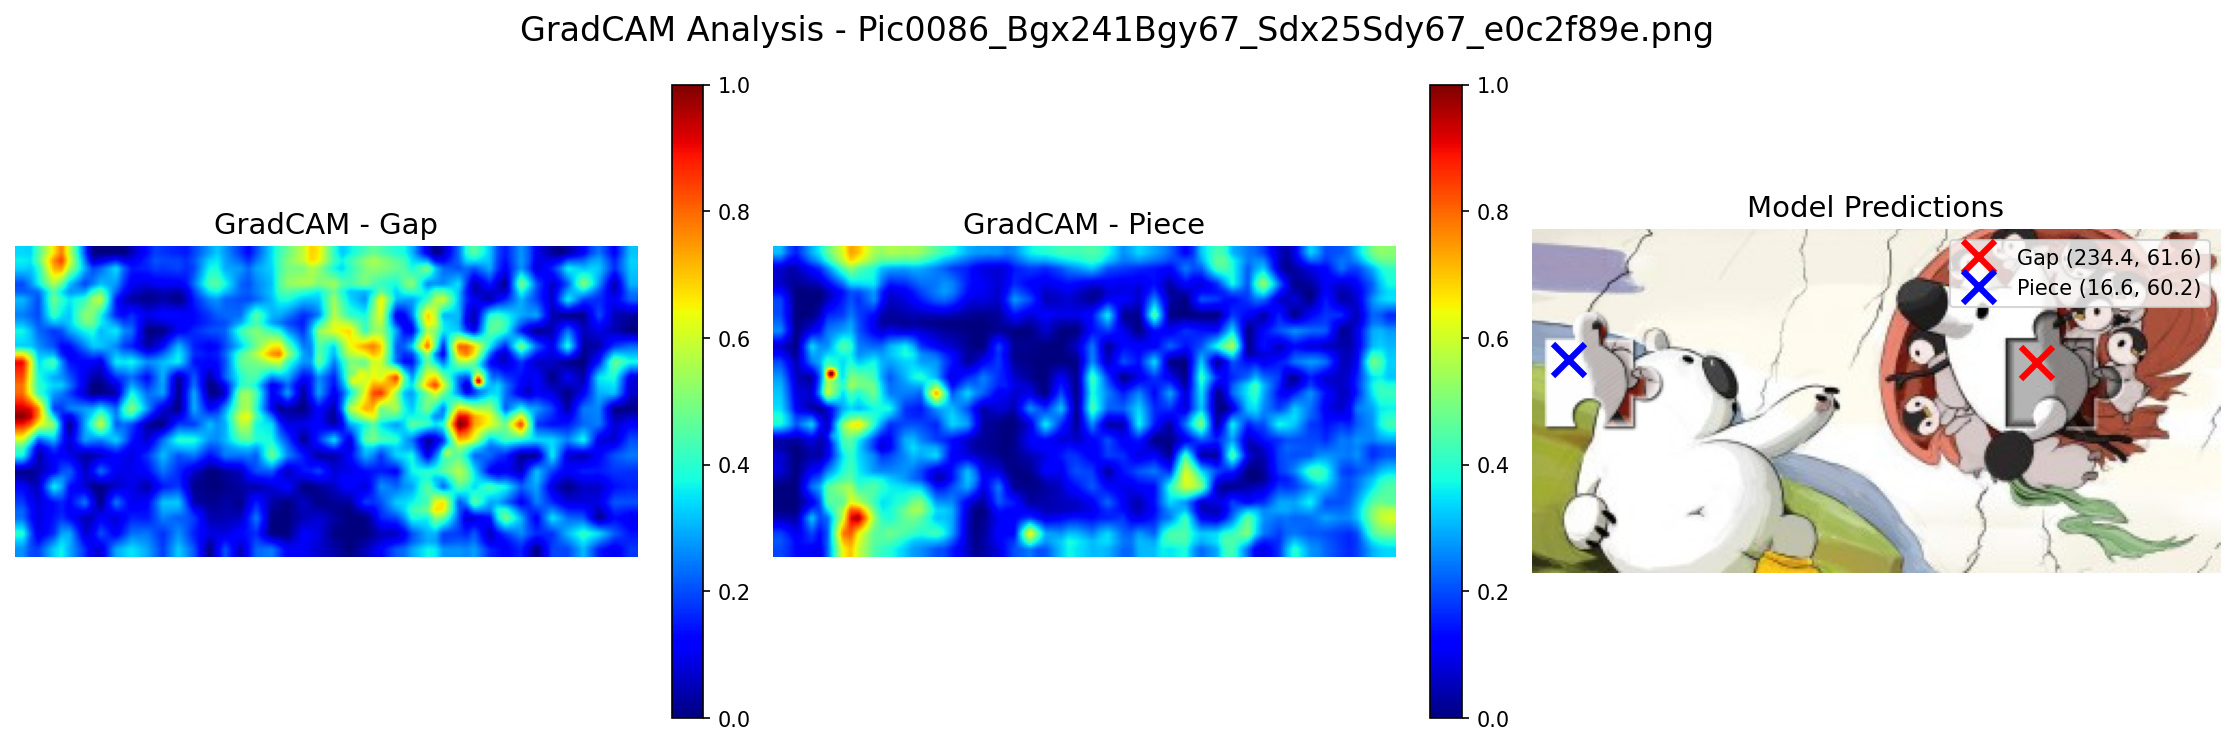 GradCAM Analysis - Pic0086_Bgx241Bgy67_Sdx25Sdy67_e0c2f89e.png
GradCAM - Gap
1.0
0.8
0.6
0.4
0.2
0.0
GradCAM - Piece
1.0
0.8
0.6
0.4
0.2
0.0
Model Predictions
Gap (234.4, 61.6)
Piece (16.6, 60.2)